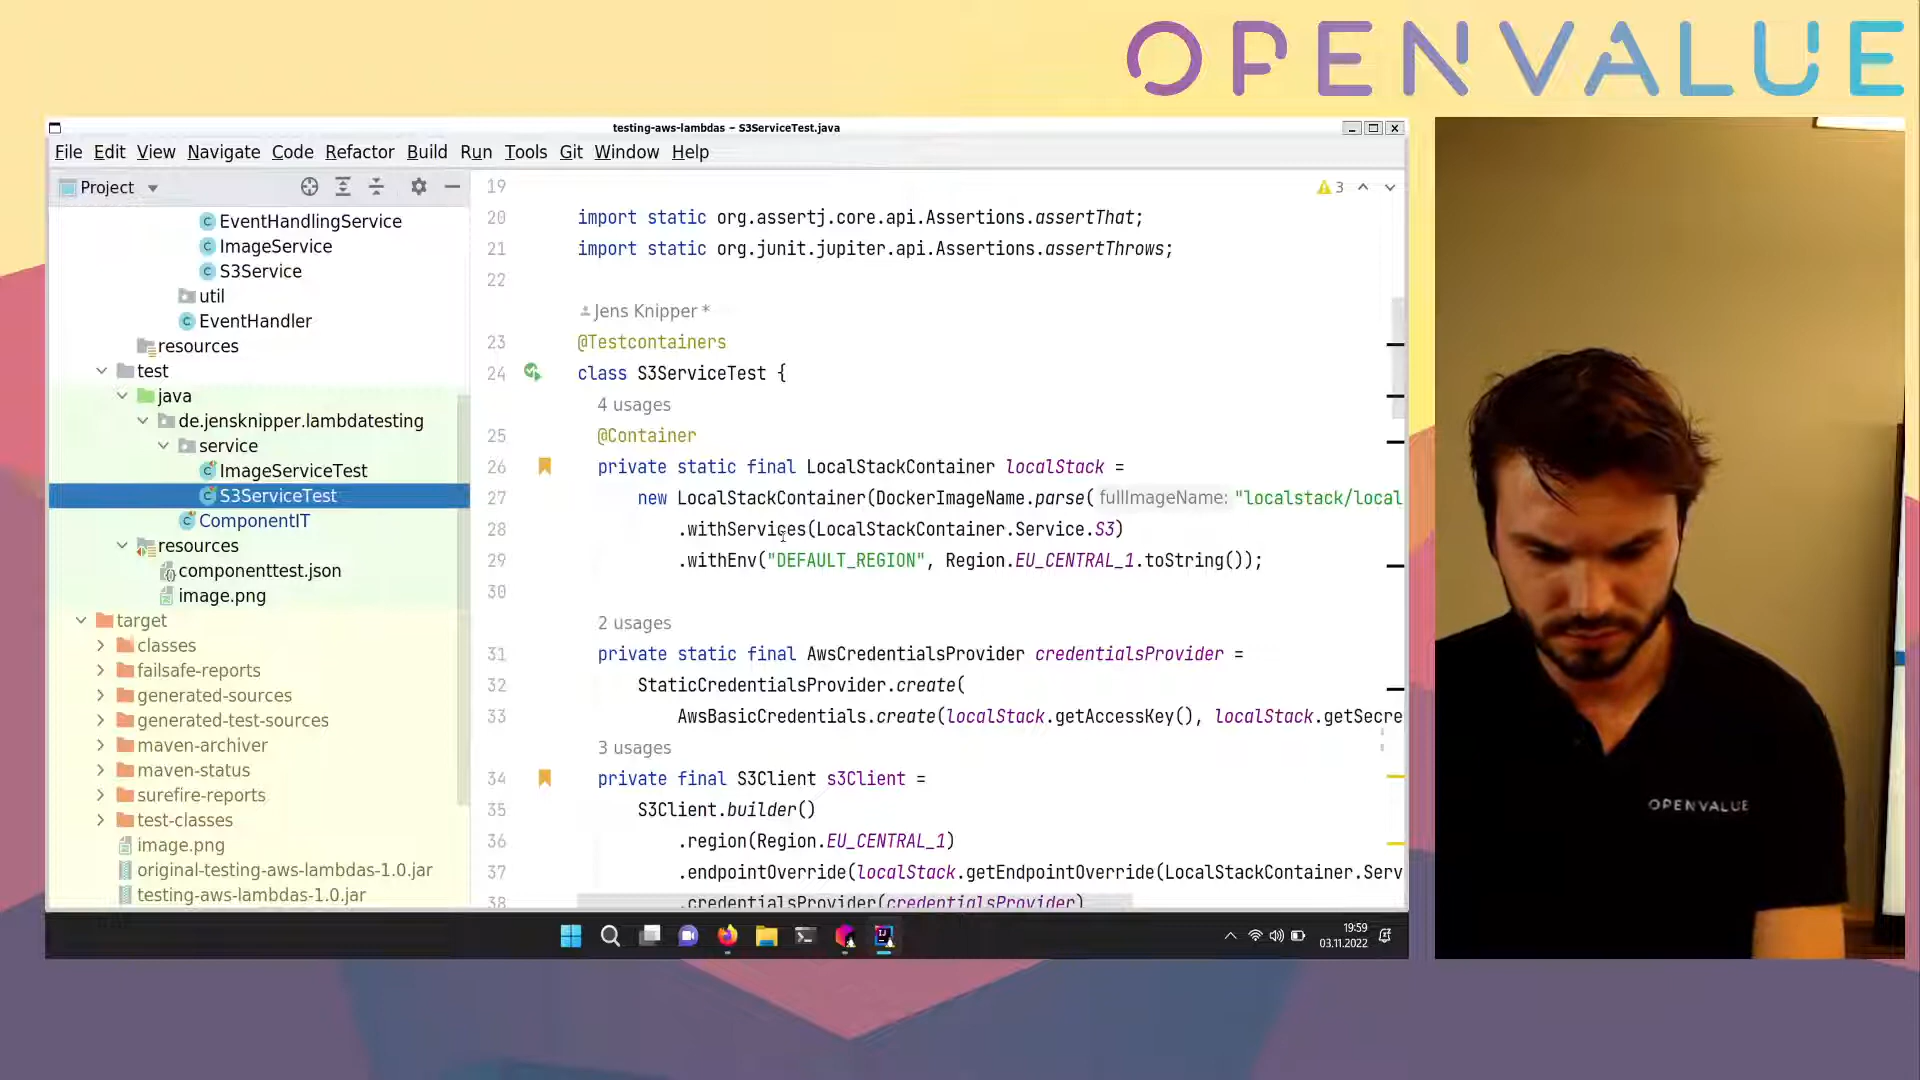 OPENVALUE
testing-aws-lambdas – S3ServiceTest.java
File Edit View Navigate Code Refactor Build Run Tools Git Window Help
Project
EventHandlingService
ImageService
S3Service
util
EventHandler
resources
test
java
de.jensknipper.lambdatesting
service
ImageServiceTest
S3ServiceTest
ComponentIT
resources
componenttest.json
image.png
target
classes
failsafe-reports
generated-sources
generated-test-sources
maven-archiver
maven-status
surefire-reports
test-classes
image.png
original-testing-aws-lambdas-1.0.jar
testing-aws-lambdas-1.0.jar
3
19
20 import static org.assertj.core.api.Assertions.assertThat;
21 import static org.junit.jupiter.api.Assertions.assertThrows;
22
Jens Knipper *
23 @Testcontainers
24 class S3ServiceTest {
4 usages
25 @Container
26 private static final LocalStackContainer localStack =
27 new LocalStackContainer(DockerImageName.parse( fullImageName: "localstack/local
28 .withServices(LocalStackContainer.Service.S3)
29 .withEnv("DEFAULT_REGION", Region.EU_CENTRAL_1.toString());
30
2 usages
31 private static final AwsCredentialsProvider credentialsProvider =
32 StaticCredentialsProvider.create(
33 AwsBasicCredentials.create(localStack.getAccessKey(), localStack.getSecre
3 usages
34 private final S3Client s3Client =
35 S3Client.builder()
36 .region(Region.EU_CENTRAL_1)
37 .endpointOverride(localStack.getEndpointOverride(LocalStackContainer.Serv
38 .credentialsProvider(credentialsProvider)
19:59
03.11.2022
OPENVALUE